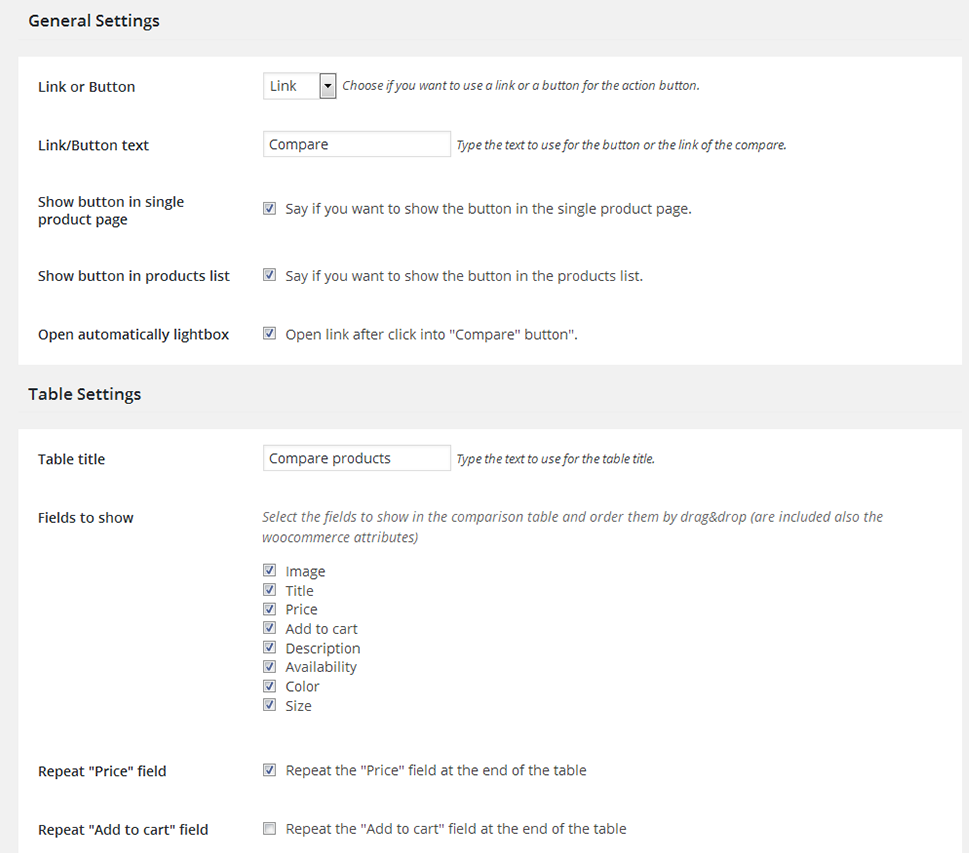 General Settings
Link or Button
Link
Choose if you want to use a link or a button for the action button.
Link/Button text
Compare
Type the text to use for the button or the link of the compare.
Show button in single
product page
Say if you want to show the button in the single product page.
Show button in products list
Say if you want to show the button in the products list.
Open automatically lightbox
Open link after click into "Compare" button".
Table Settings
Table title
Compare products
Type the text to use for the table title.
Fields to show
Select the fields to show in the comparison table and order them by drag&drop (are included also the
woocommerce attributes)
Image
Title
Price
Add to cart
Description
Availability
Color
Size
Repeat "Price" field
Repeat the "Price" field at the end of the table
Repeat "Add to cart" field
Repeat the "Add to cart" field at the end of the table